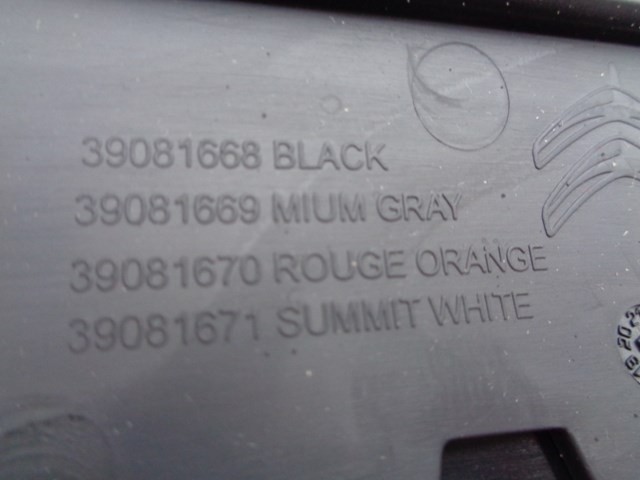 39081668 BLACK
39081669 MIUM GRAY
39081670 ROUGE ORANGE
39081671 SUMMIT WHITE